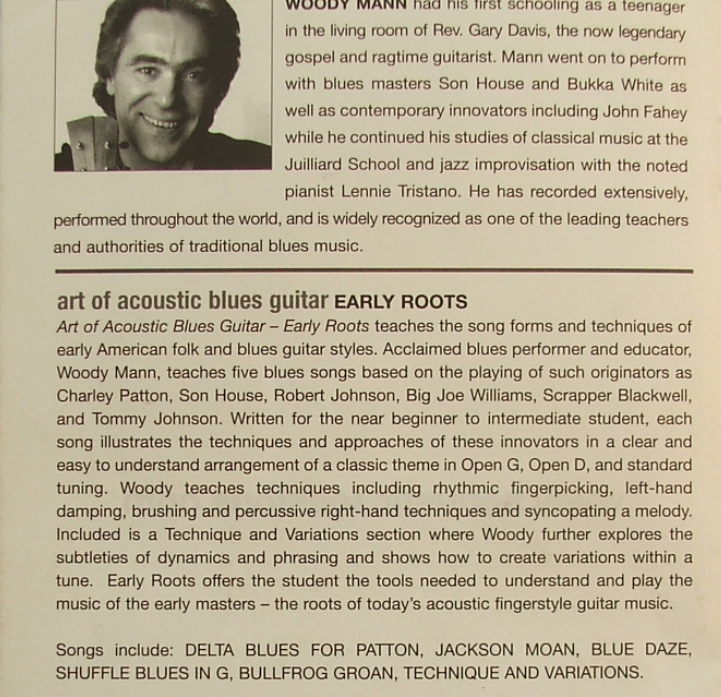 WOODY MANN had his first schooling as a teenager
in the living room of Rev. Gary Davis, the now legendary
gospel and ragtime guitarist. Mann went on to perform
with blues masters Son House and Bukka White as
well as contemporary innovators including John Fahey
while he continued his studies of classical music at the
Juilliard School and jazz improvisation with the noted
pianist Lennie Tristano. He has recorded extensively,
performed throughout the world, and is widely recognized as one of the leading teachers
and authorities of traditional blues music.
art of acoustic blues guitar EARLY ROOTS
Art of Acoustic Blues Guitar – Early Roots teaches the song forms and techniques of
early American folk and blues guitar styles. Acclaimed blues performer and educator,
Woody Mann, teaches five blues songs based on the playing of such originators as
Charley Patton, Son House, Robert Johnson, Big Joe Williams, Scrapper Blackwell,
and Tommy Johnson. Written for the near beginner to intermediate student, each
song illustrates the techniques and approaches of these innovators in a clear and
easy to understand arrangement of a classic theme in Open G, Open D, and standard
tuning. Woody teaches techniques including rhythmic fingerpicking, left-hand
damping, brushing and percussive right-hand techniques and syncopating a melody.
Included is a Technique and Variations section where Woody further explores the
subtleties of dynamics and phrasing and shows how to create variations within a
tune. Early Roots offers the student the tools needed to understand and play the
music of the early masters – the roots of today's acoustic fingerstyle guitar music.
Songs include: DELTA BLUES FOR PATTON, JACKSON MOAN, BLUE DAZE,
SHUFFLE BLUES IN G, BULLFROG GROAN, TECHNIQUE AND VARIATIONS.